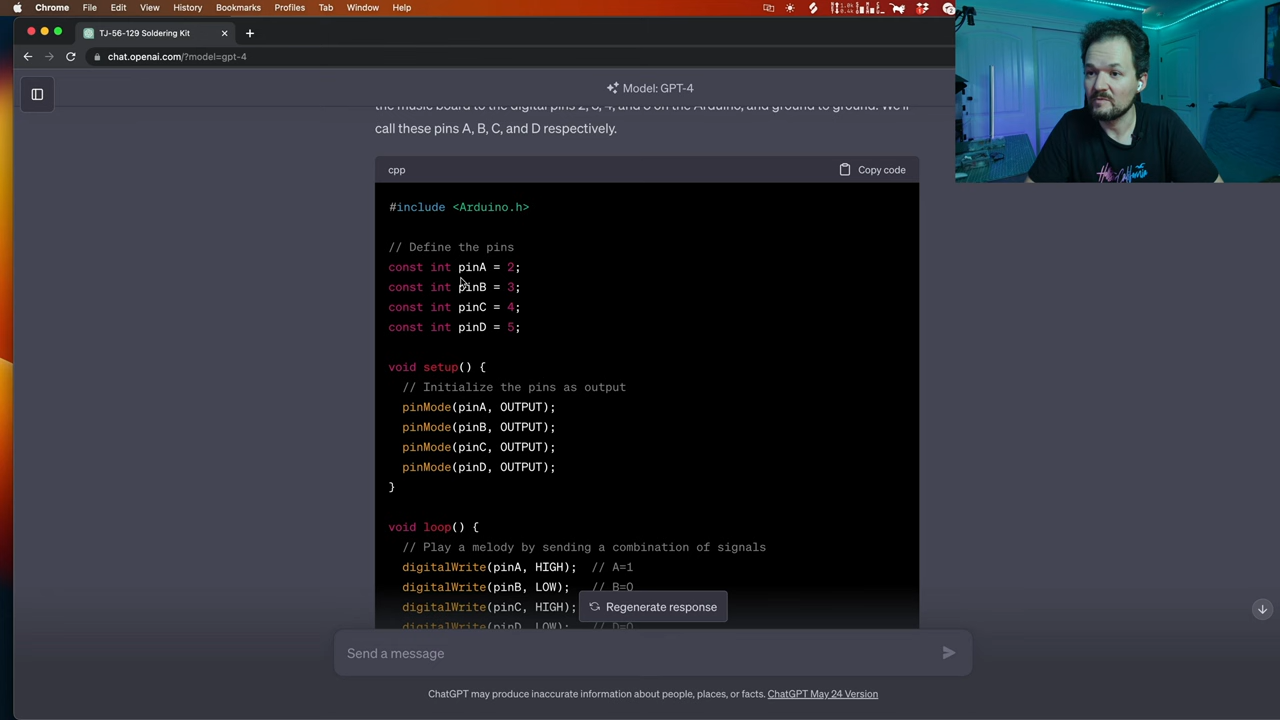 Chrome File Edit View History Bookmarks Profiles Tab Window Help
TJ-56-129 Soldering Kit
chat.openai.com/?model=gpt-4
Model: GPT-4
the music board to the digital pins 2, 3, 4, and 5 on the Arduino, and ground to ground. We'll
call these pins A, B, C, and D respectively.
cpp Copy code
#include <Arduino.h>
// Define the pins
const int pinA = 2;
const int pinB = 3;
const int pinC = 4;
const int pinD = 5;
void setup() {
// Initialize the pins as output
pinMode(pinA, OUTPUT);
pinMode(pinB, OUTPUT);
pinMode(pinC, OUTPUT);
pinMode(pinD, OUTPUT);
}
void loop() {
// Play a melody by sending a combination of signals
digitalWrite(pinA, HIGH); // A=1
digitalWrite(pinB, LOW); // B=0
digitalWrite(pinC, HIGH);
digitalWrite(pinD, LOW); // D=0
Regenerate response
Send a message
ChatGPT may produce inaccurate information about people, places, or facts. ChatGPT May 24 Version